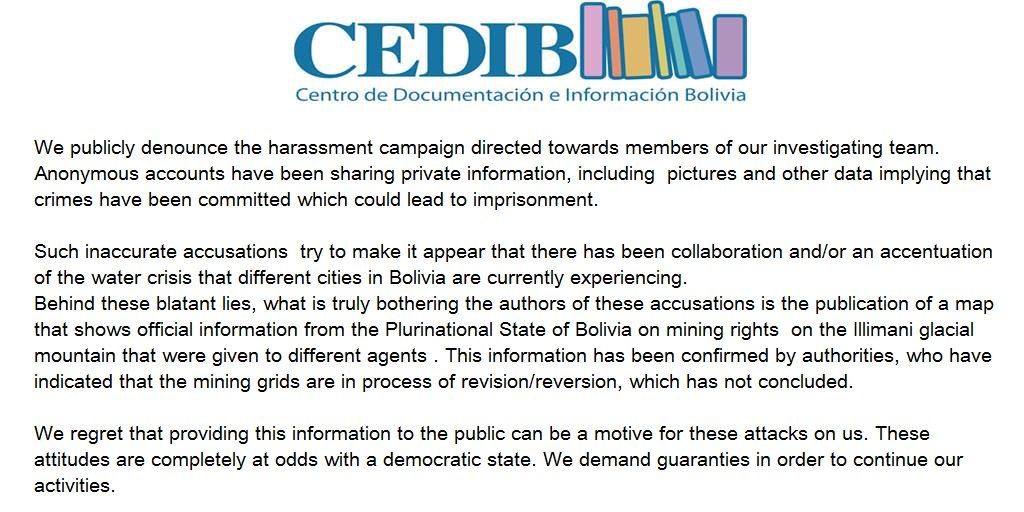 CEDIB
Centro de Documentación e Información Bolivia
We publicly denounce the harassment campaign directed towards members of our investigating team.
Anonymous accounts have been sharing private information, including  pictures and other data implying that
crimes have been committed which could lead to imprisonment.
Such inaccurate accusations  try to make it appear that there has been collaboration and/or an accentuation
of the water crisis that different cities in Bolivia are currently experiencing.
Behind these blatant lies, what is truly bothering the authors of these accusations is the publication of a map
that shows official information from the Plurinational State of Bolivia on mining rights  on the Illimani glacial
mountain that were given to different agents . This information has been confirmed by authorities, who have
indicated that the mining grids are in process of revision/reversion, which has not concluded.
We regret that providing this information to the public can be a motive for these attacks on us. These
attitudes are completely at odds with a democratic state. We demand guaranties in order to continue our
activities.